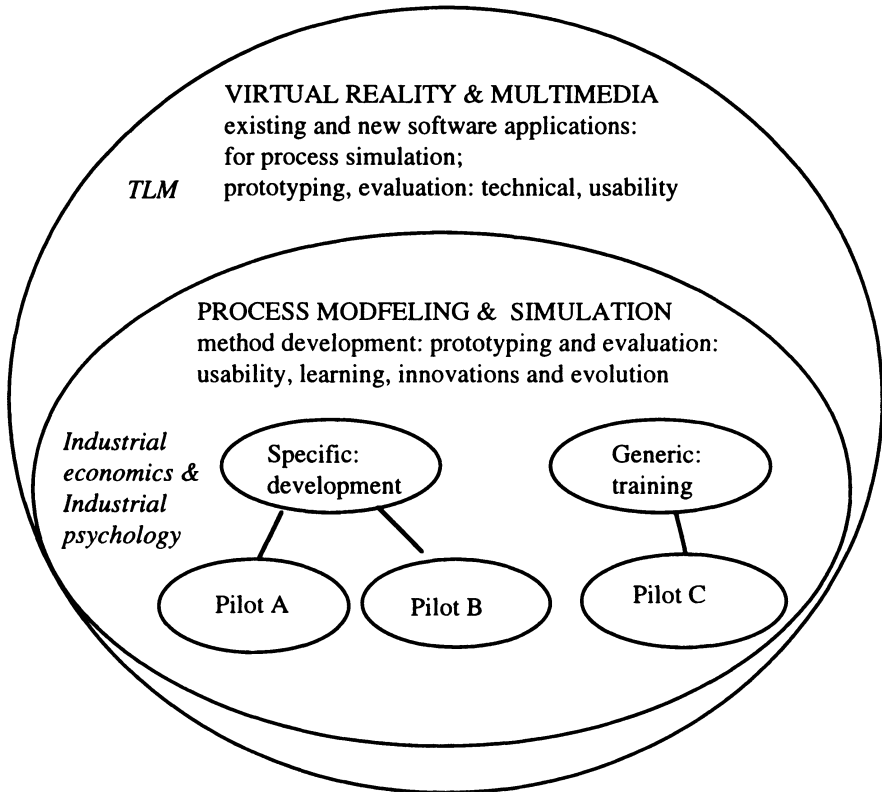 VIRTUAL REALITY & MULTIMEDIA
existing and new software applications:
for process simulation;
TLM prototyping, evaluation: technical, usability
PROCESS MODFELING & SIMULATION
method development: prototyping and evaluation:
usability, learning, innovations and evolution
Industrial
economics &
Industrial
psychology
Specific:
development
Generic:
training
Pilot A
Pilot B
Pilot C